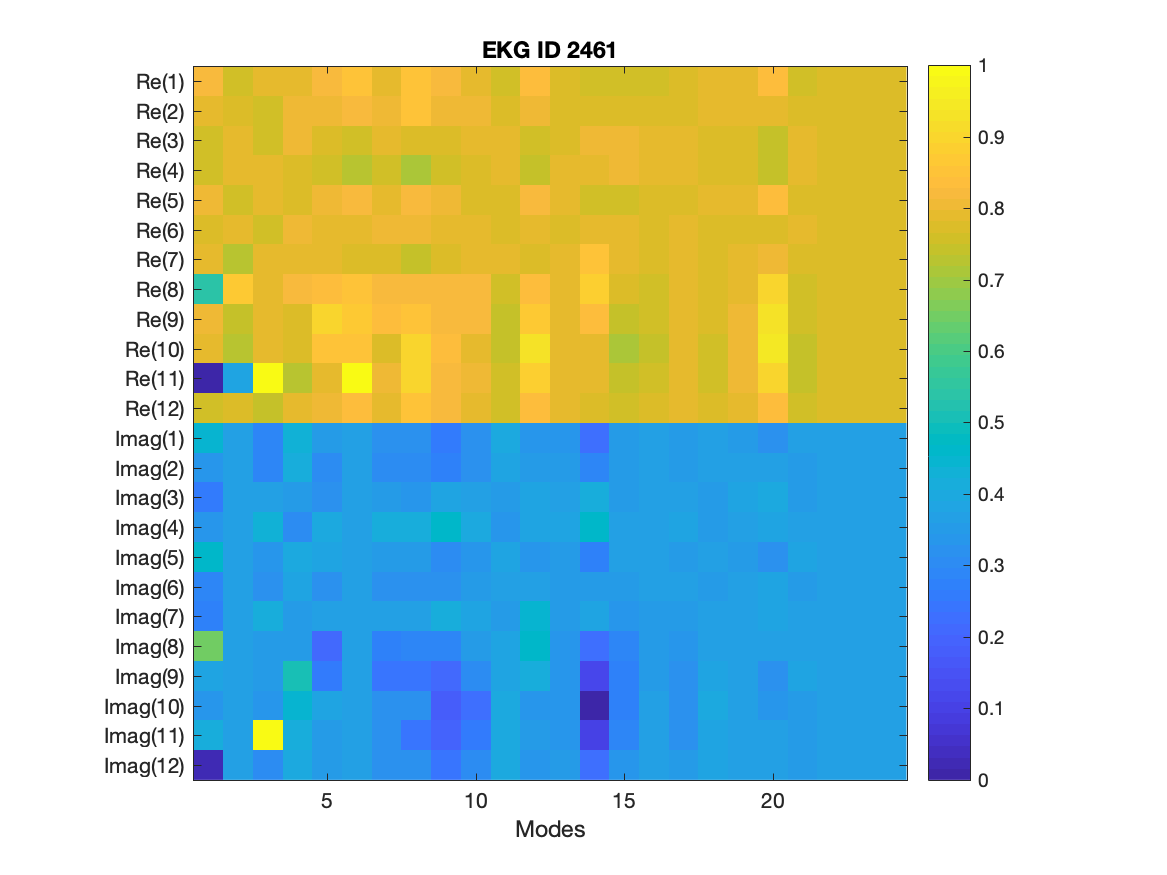 EKG ID 2461
Re(1)
Re(2)
Re(3)
Re(4)
Re(5)
Re(6)
Re(7)
Re(8)
Re(9)
Re(10)
Re(11)
Re(12)
Imag(1)
Imag(2)
Imag(3)
Imag(4)
Imag(5)
Imag(6)
Imag(7)
Imag(8)
Imag(9)
Imag(10)
Imag(11)
Imag(12)
5 10 15 20
Modes
1
0.9
0.8
0.7
0.6
0.5
0.4
0.3
0.2
0.1
0